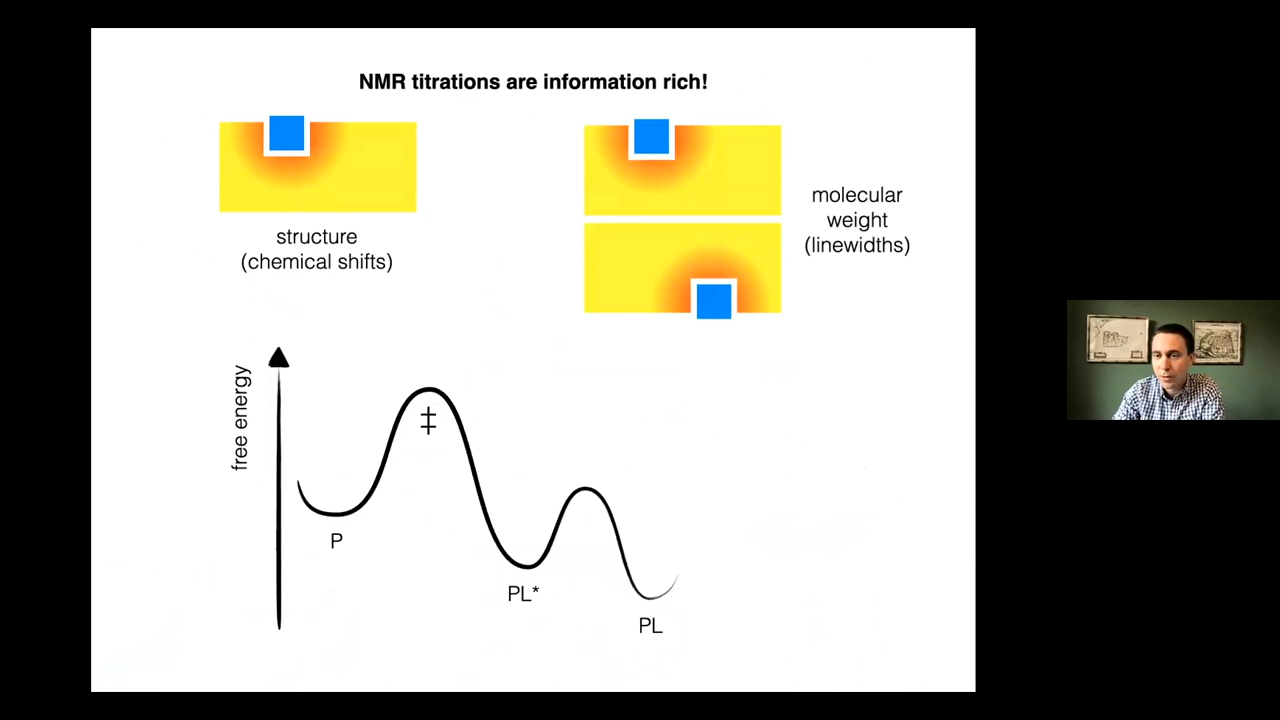 NMR titrations are information rich!
structure
(chemical shifts)
molecular
weight
(linewidths)
free energy
‡
P
PL*
PL